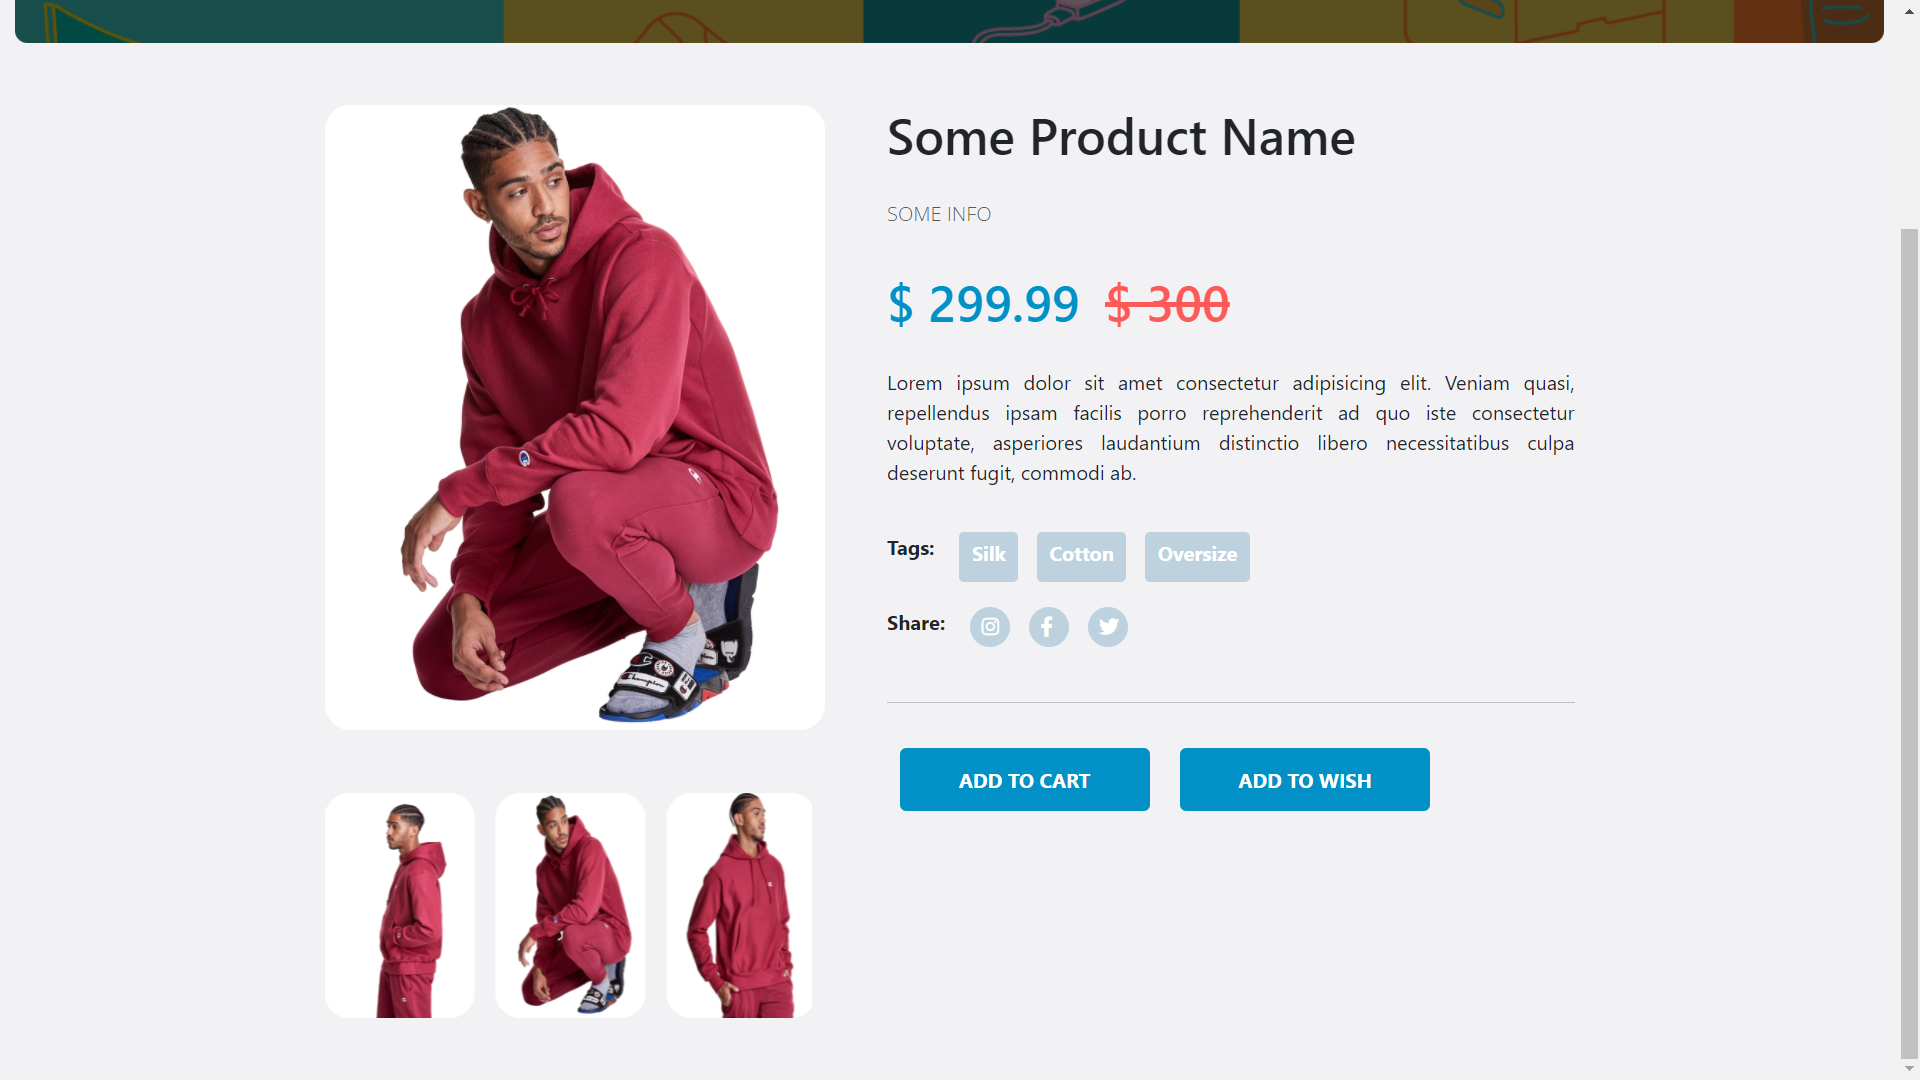 Some Product Name
SOME INFO
$ 299.99 $ 300
Lorem ipsum dolor sit amet consectetur adipisicing elit. Veniam quasi,
repellendus ipsam facilis porro reprehenderit ad quo iste consectetur
voluptate, asperiores laudantium distinctio libero necessitatibus culpa
deserunt fugit, commodi ab.
Tags: Silk Cotton Oversize
Share:
ADD TO CART ADD TO WISH
Champion